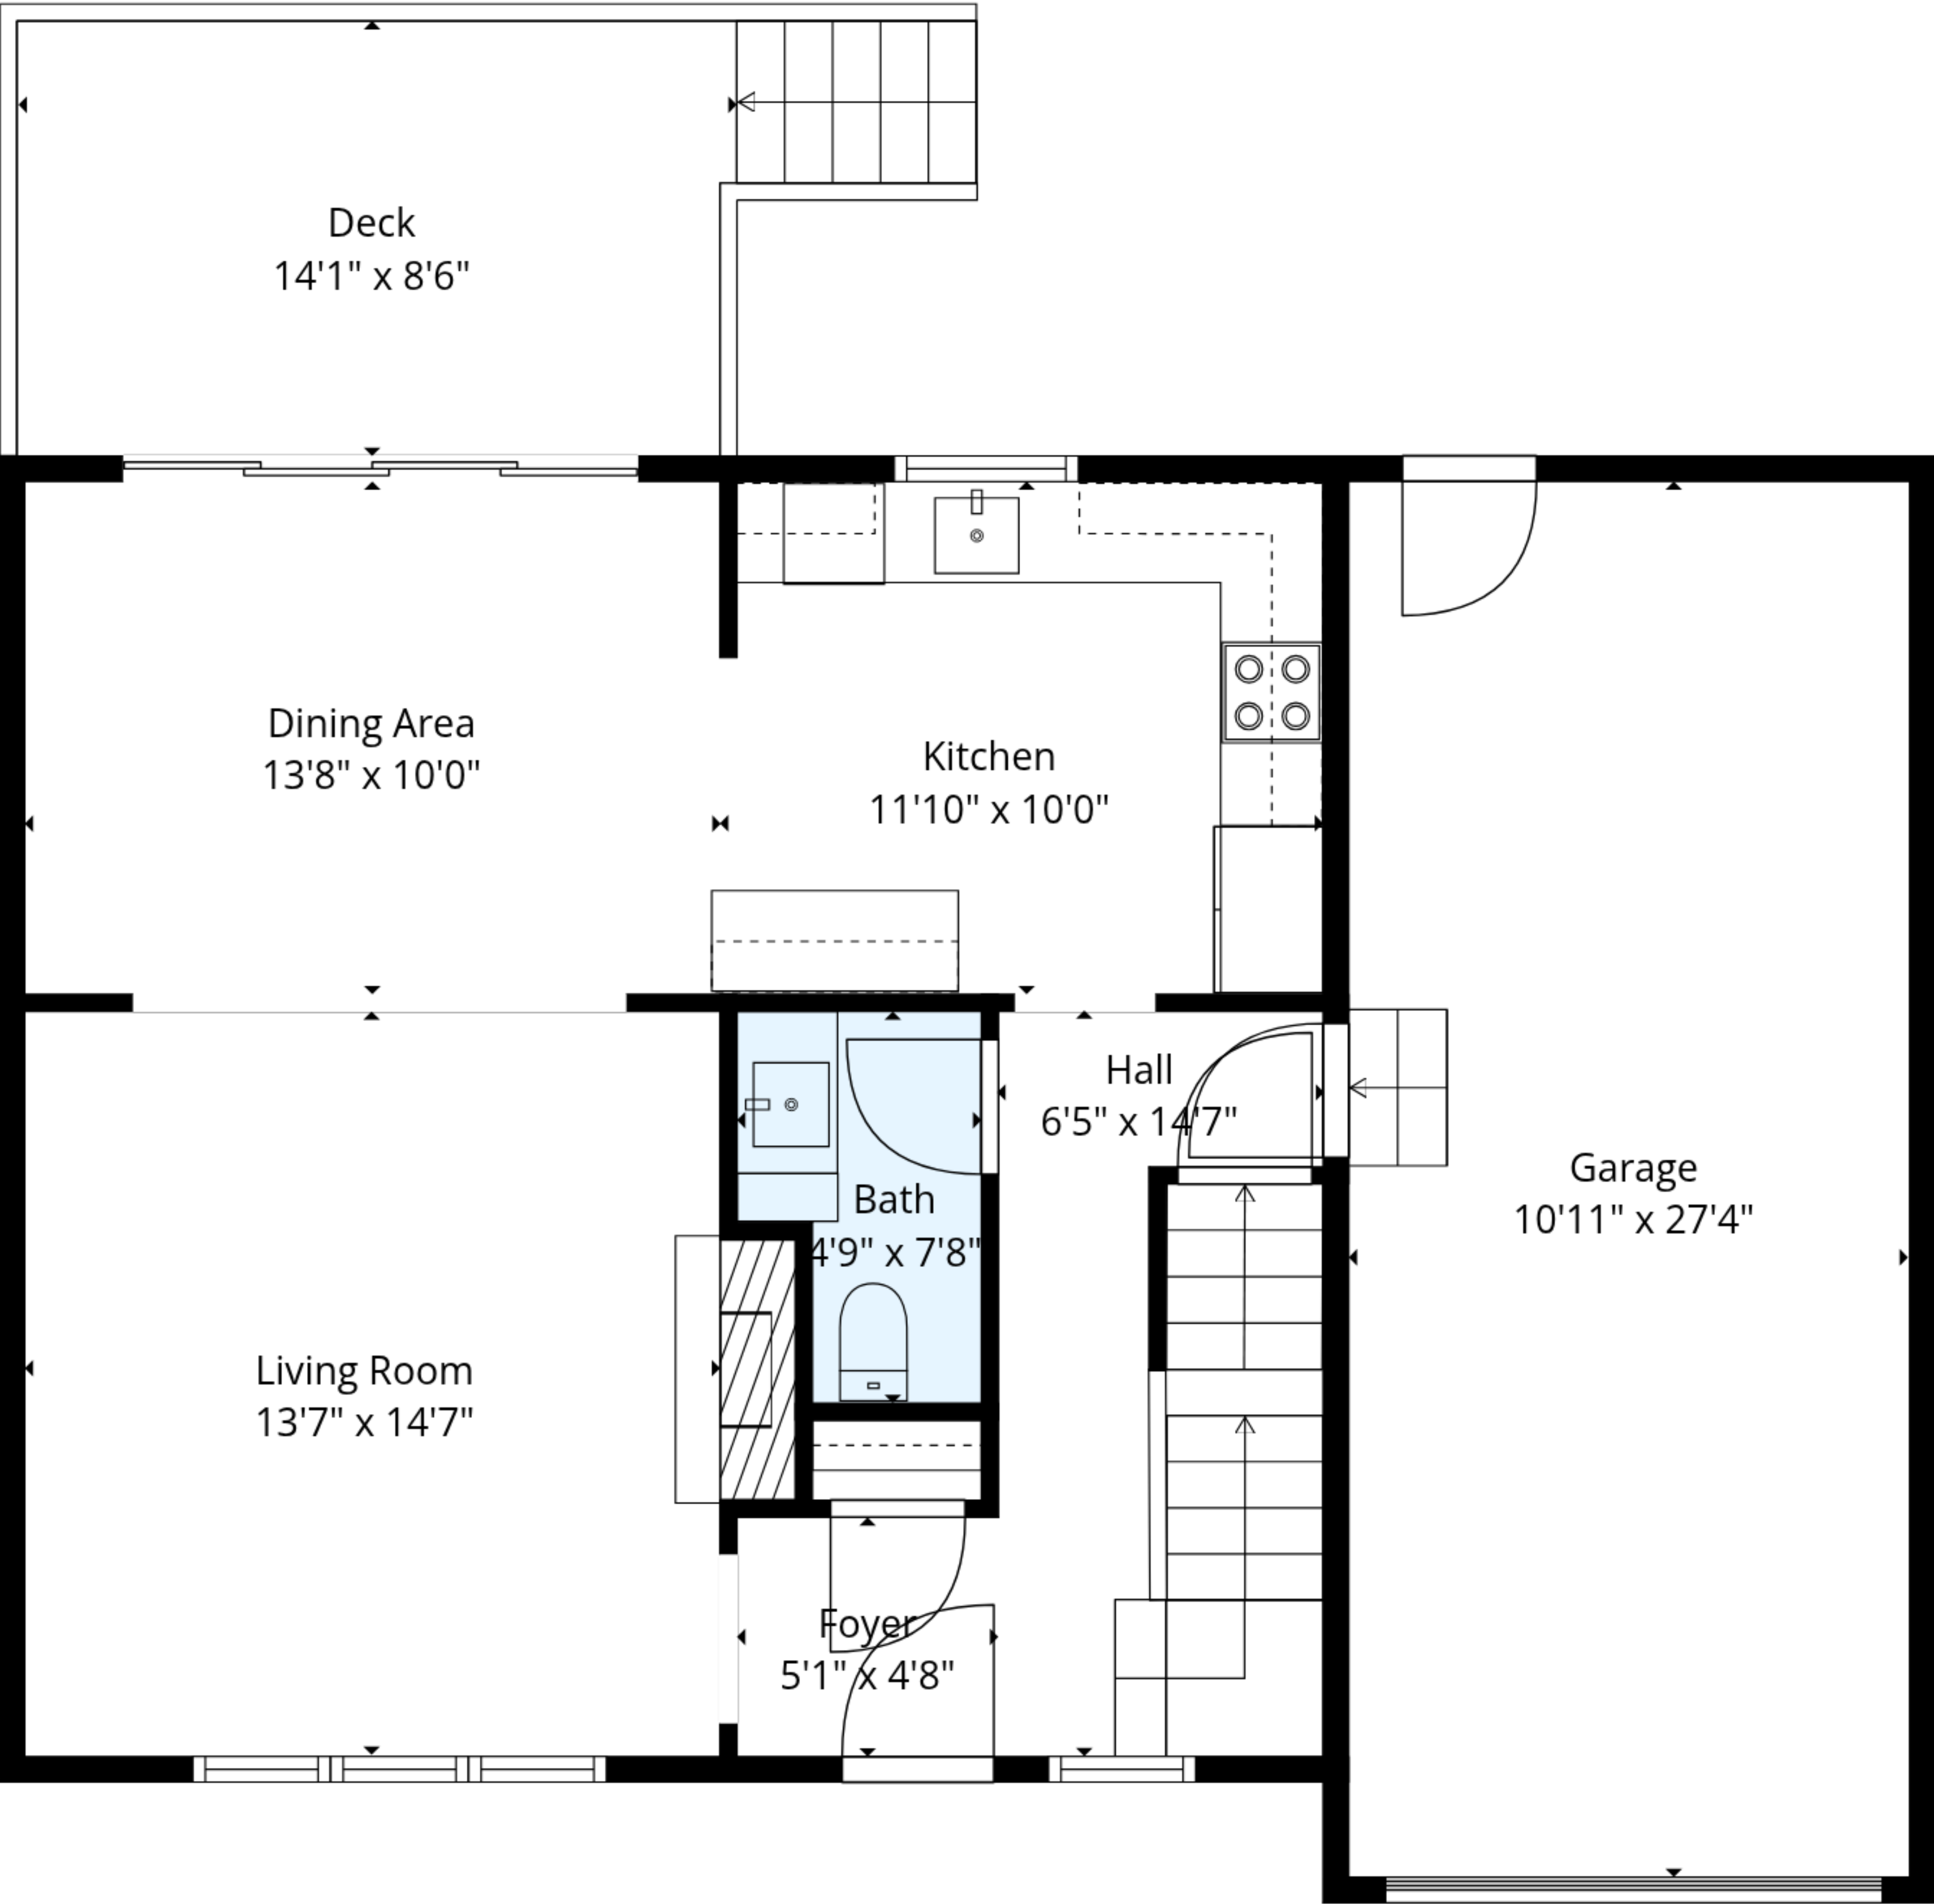 Deck
14'1" x 8'6"
Dining Area
13'8" x 10'0"
Kitchen
11'10" x 10'0"
Hall
6'5" x 14'7"
Bath
4'9" x 7'8"
Garage
10'11" x 27'4"
Living Room
13'7" x 14'7"
Foyer
5'1" x 4'8"